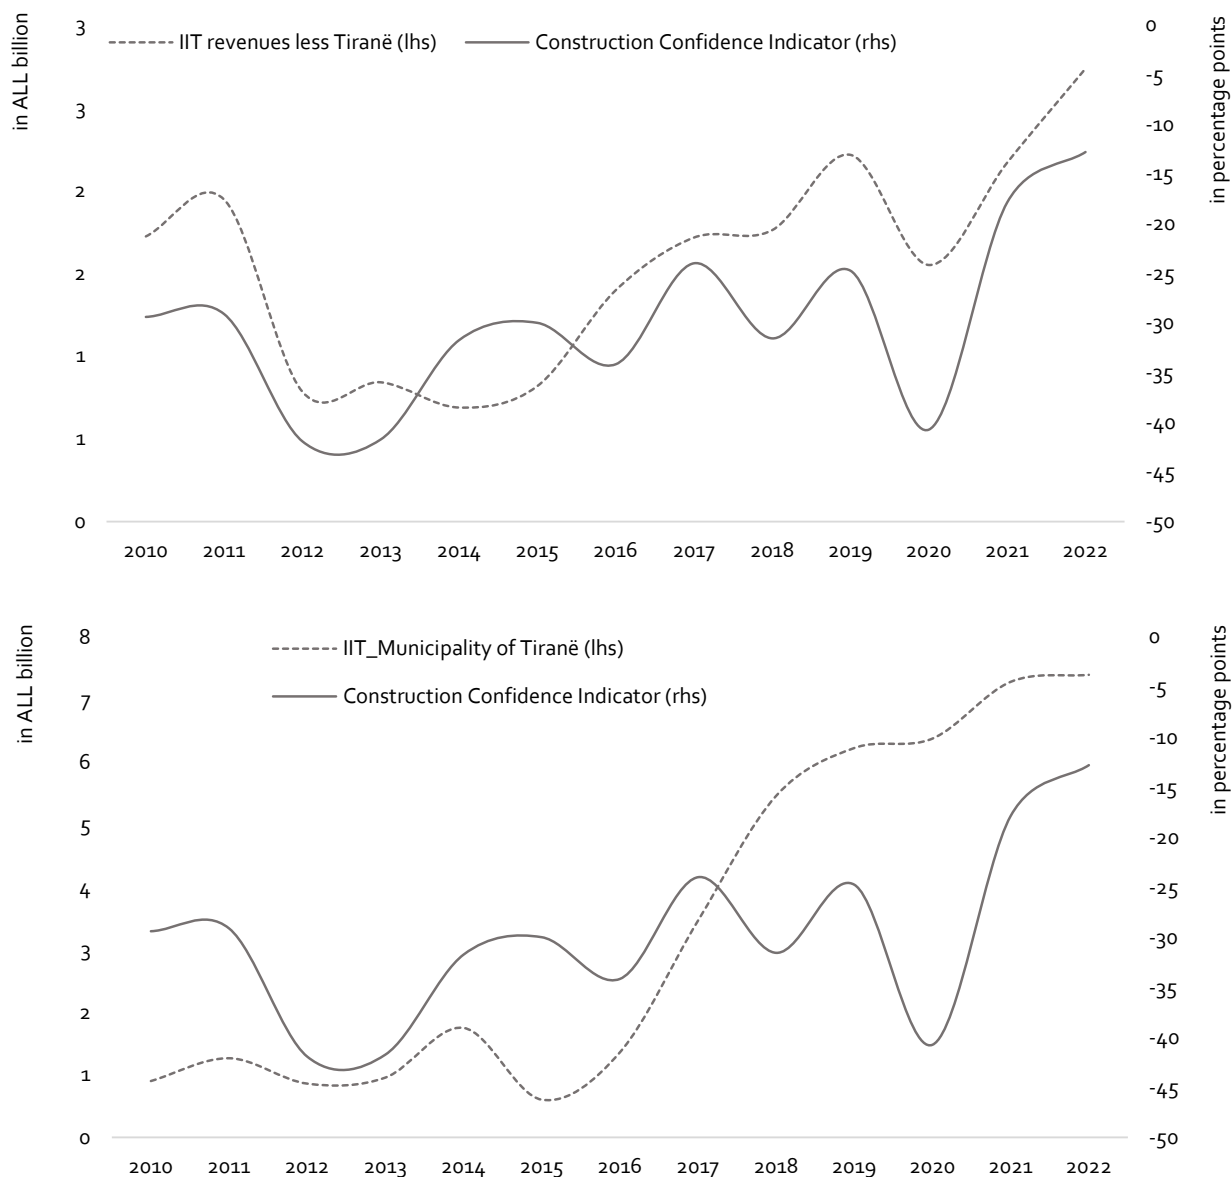 in ALL billion
in percentage points
IIT revenues less Tiranë (lhs) Construction Confidence Indicator (rhs)
3 0
-5
3 -10
-15
2 -20
2 -25
-30
1 -35
1 -40
-45
0 -50
2010 2011 2012 2013 2014 2015 2016 2017 2018 2019 2020 2021 2022
in ALL billion
in percentage points
IIT_Municipality of Tiranë (lhs)
Construction Confidence Indicator (rhs)
8 0
7 -5
-10
6 -15
5 -20
4 -25
3 -30
2 -35
-40
1 -45
0 -50
2010 2011 2012 2013 2014 2015 2016 2017 2018 2019 2020 2021 2022